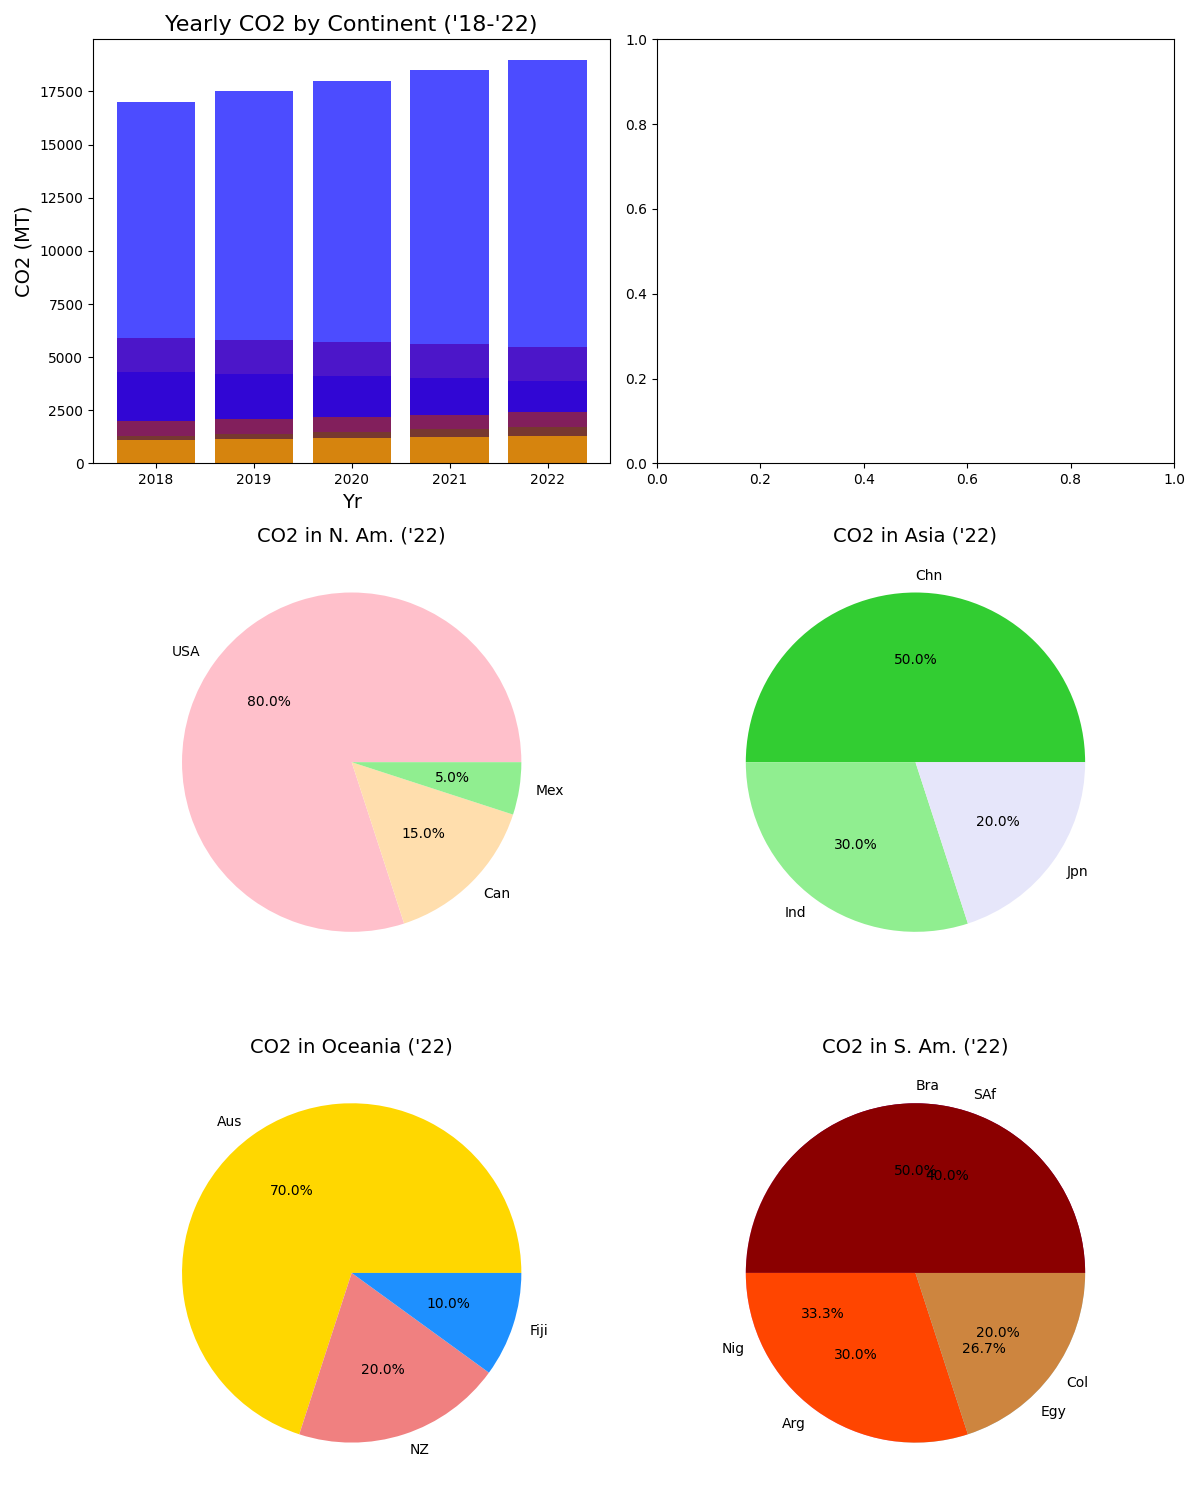 Yearly CO2 by Continent ('18-'22)
CO2 (MT)
17500
15000
12500
10000
7500
5000
2500
0
2018 2019 2020 2021 2022
Yr
1.0
0.8
0.6
0.4
0.2
0.0
0.0 0.2 0.4 0.6 0.8 1.0
CO2 in N. Am. ('22)
USA
80.0%
5.0%
Mex
15.0%
Can
CO2 in Asia ('22)
Chn
50.0%
20.0%
30.0%
Jpn
Ind
CO2 in Oceania ('22)
Aus
70.0%
10.0%
Fiji
20.0%
NZ
CO2 in S. Am. ('22)
Bra
SAf
50.0%
40.0%
33.3%
20.0%
Nig
26.7%
30.0%
Col
Egy
Arg